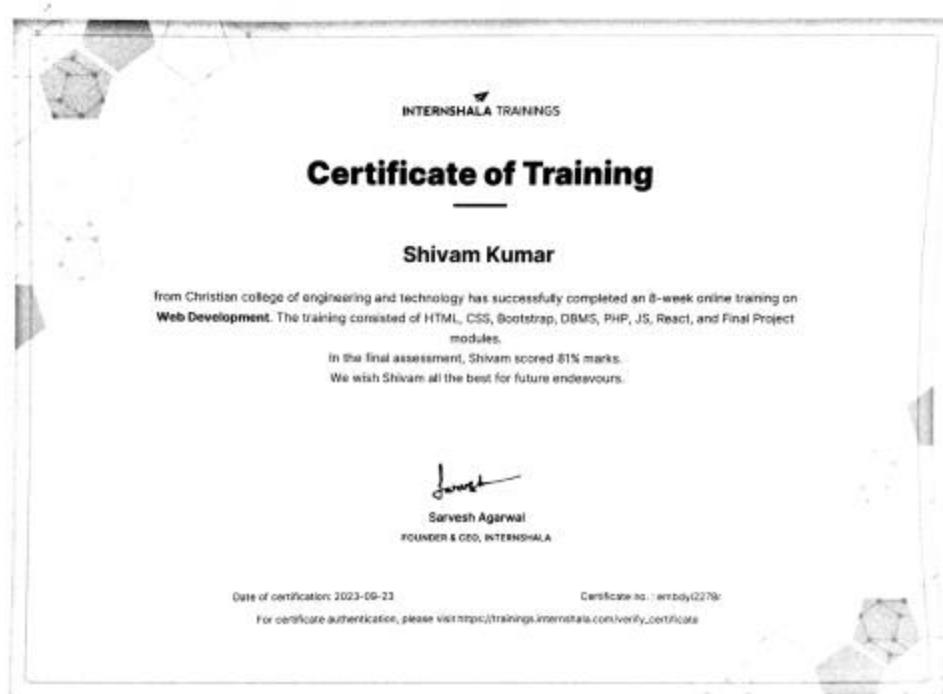 INTERNSHALA TRAININGS
Certificate of Training
Shivam Kumar
from Christian college of engineering and technology has successfully completed an 8-week online training on
Web Development. The training consisted of HTML, CSS, Bootstrap, DBMS, PHP, JS, React, and Final Project
modules.
In the final assessment, Shivam scored 81% marks.
We wish Shivam all the best for future endeavours.
Sarvesh Agarwal
FOUNDER & CEO, INTERNSHALA
Date of certification: 2023-09-23
Certificate no. :
For certificate authentication, please visit https://trainings.internshala.com/verify_certificate